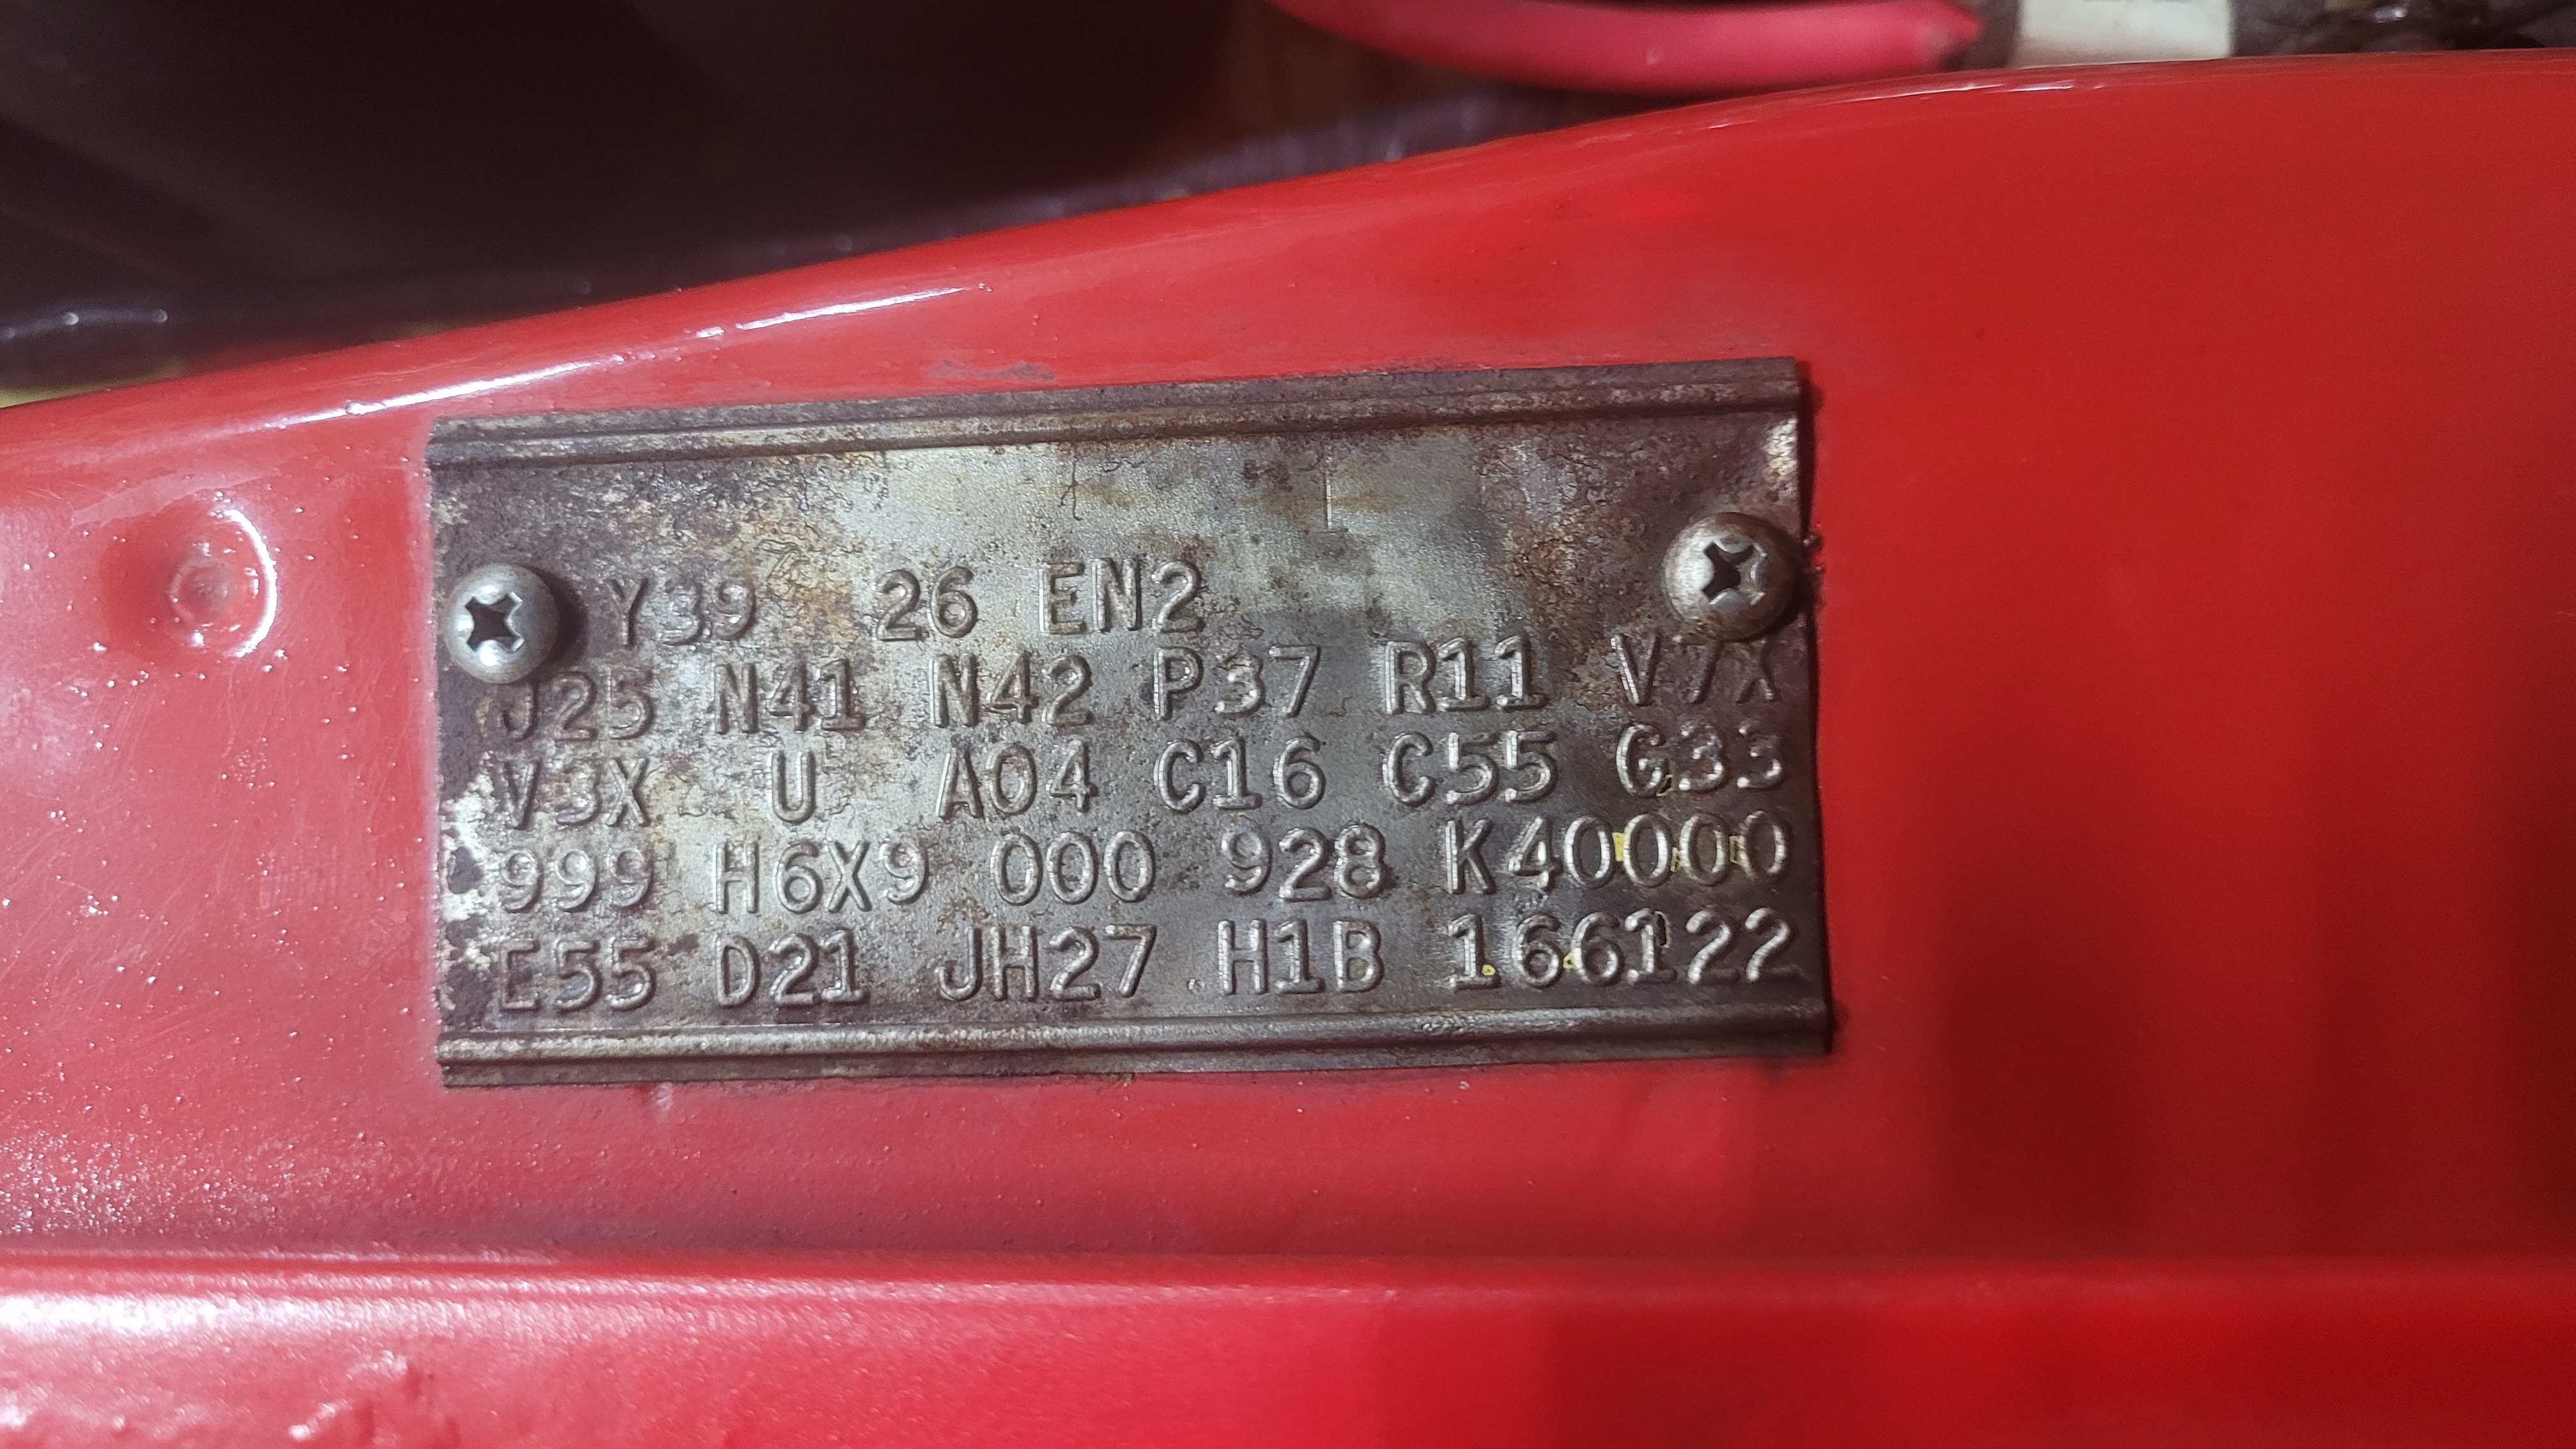 Y39 26 EN2
J25 N41 N42 P37 R11 V7X
V3X U A04 C16 C55 G33
999 H6X9 000 928 K40000
E55 D21 JH27 H1B 166122